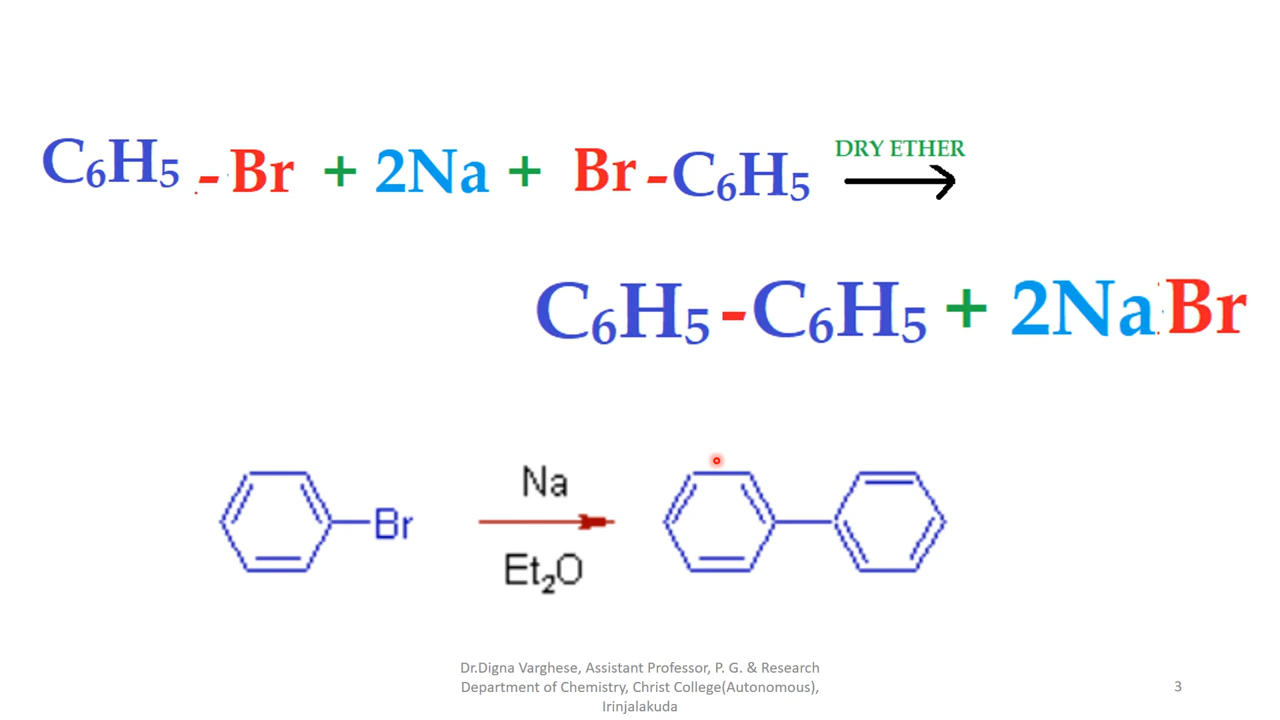 C₆H₅ - Br + 2Na + Br - C₆H₅ DRY ETHER →
C₆H₅ - C₆H₅ + 2NaBr
Na
Br
Et₂O
Dr.Digna Varghese, Assistant Professor, P. G. & Research
Department of Chemistry, Christ College(Autonomous),
Irinjalakuda
3